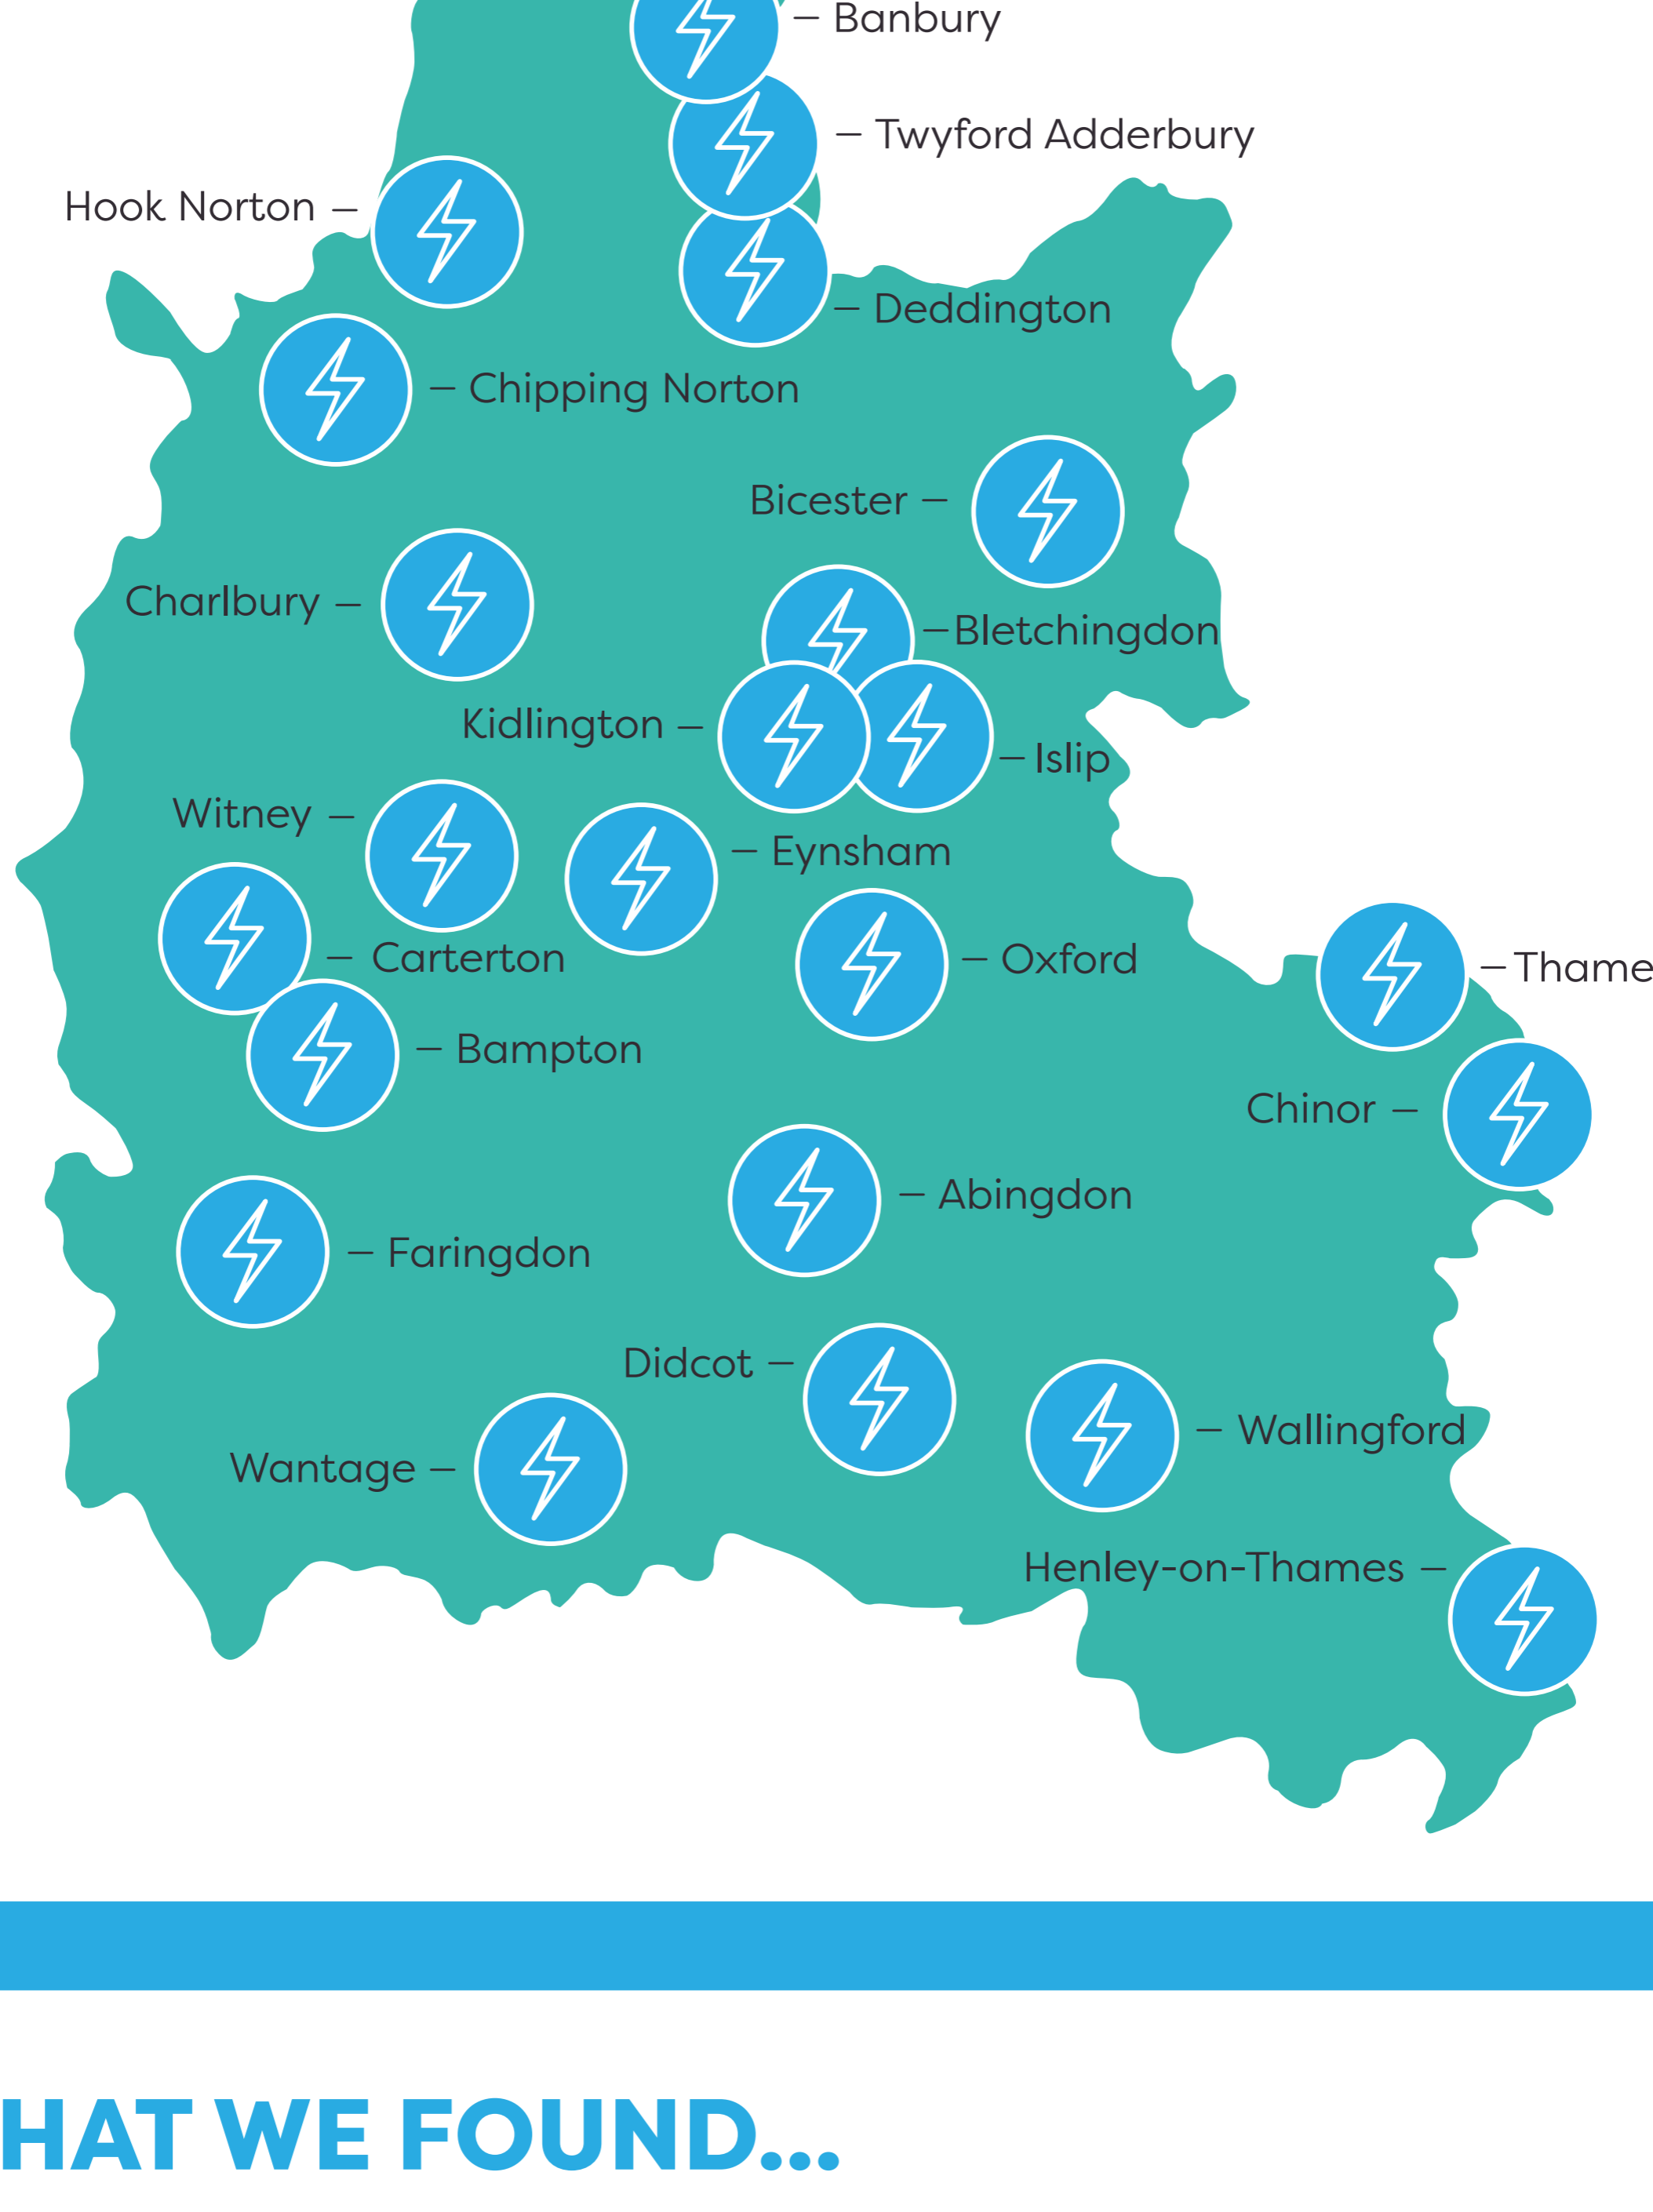 — Banbury
— Twyford Adderbury
Hook Norton —
— Deddington
— Chipping Norton
Bicester —
Charlbury —
— Bletchingdon
Kidlington —
— Islip
Witney —
— Eynsham
— Carterton
— Oxford
— Thame
— Bampton
Chinor —
— Abingdon
— Faringdon
Didcot —
— Wallingford
Wantage —
Henley-on-Thames —
HAT WE FOUND...